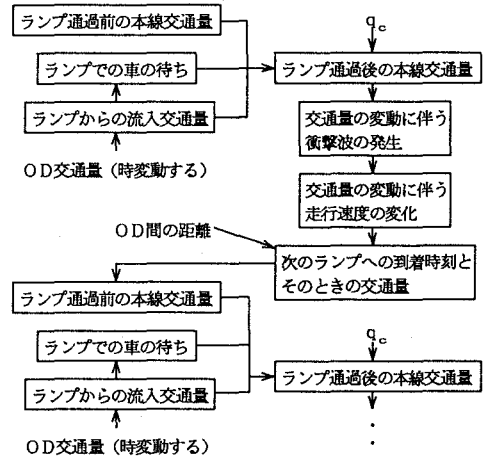 ランプ通過前の本線交通量
qc
ランプでの車の待ち
ランプ通過後の本線交通量
ランプからの流入交通量
交通量の変動に伴う
衝撃波の発生
OD交通量（時変動する）
交通量の変動に伴う
走行速度の変化
OD間の距離
次のランプへの到着時刻と
そのときの交通量
ランプ通過前の本線交通量
qc
ランプでの車の待ち
ランプ通過後の本線交通量
ランプからの流入交通量
OD交通量（時変動する）